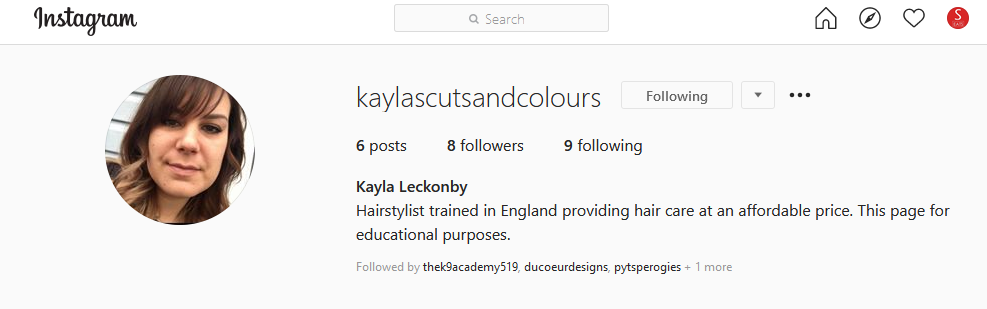 Instagram
Search
kaylascutsandcolours Following
6 posts 8 followers 9 following
Kayla Leckonby
Hairstylist trained in England providing hair care at an affordable price. This page for
educational purposes.
Followed by thek9academy519, ducoeurdesigns, pytsperogies + 1 more
S